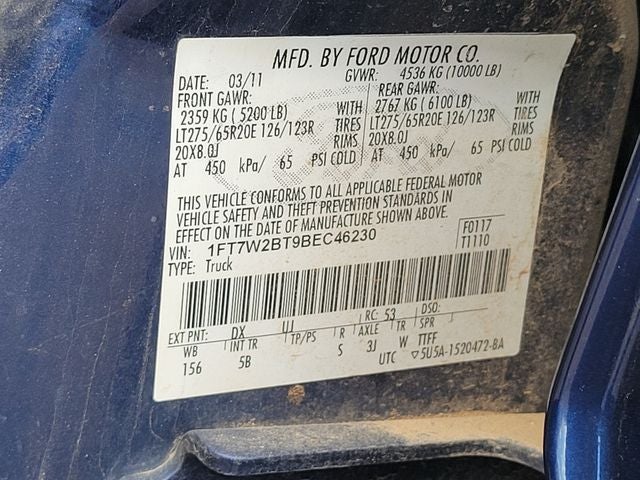 MFD. BY FORD MOTOR CO.
DATE: 03/11 GVWR: 4536 KG (10000 LB)
FRONT GAWR: REAR GAWR:
2359 KG ( 5200 LB) WITH 2767 KG ( 6100 LB) WITH
LT275/65R20E 126/123R TIRES LT275/65R20E 126/123R TIRES
20X8.0J RIMS 20X8.0J RIMS
AT 450 kPa/ 65 PSI COLD AT 450 kPa/ 65 PSI COLD
THIS VEHICLE CONFORMS TO ALL APPLICABLE FEDERAL MOTOR
VEHICLE SAFETY AND THEFT PREVENTION STANDARDS IN
EFFECT ON THE DATE OF MANUFACTURE SHOWN ABOVE.
VIN: 1FT7W2BT9BEC46230 F0117
TYPE: Truck T1110
EXT PNT: DX UJ RC: 53 DSO:
WB INT TR TP/PS R AXLE TR SPR
156 5B S 3J W TTFF
UTC ▽5U5A-1520472-BA